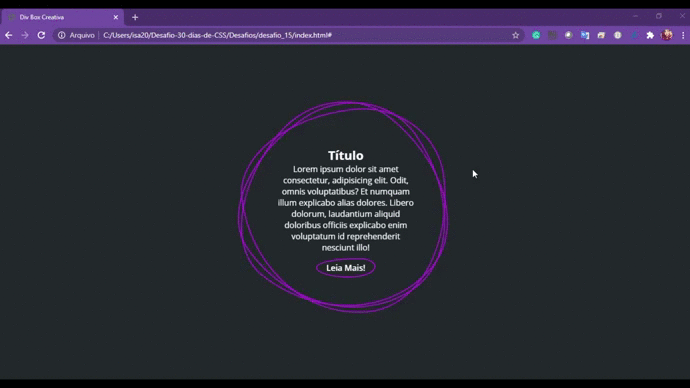 Div Box Creativa
Arquivo | C:/Users/isa20/Desafio-30-dias-de-CSS/Desafios/desafio_15/index.html#
Título
Lorem ipsum dolor sit amet
consectetur, adipisicing elit. Odit,
omnis voluptatibus? Et numquam
illum explicabo alias dolores. Libero
dolorum, laudantium aliquid
doloribus officiis explicabo enim
voluptatum id reprehenderit
nesciunt illo!
Leia Mais!